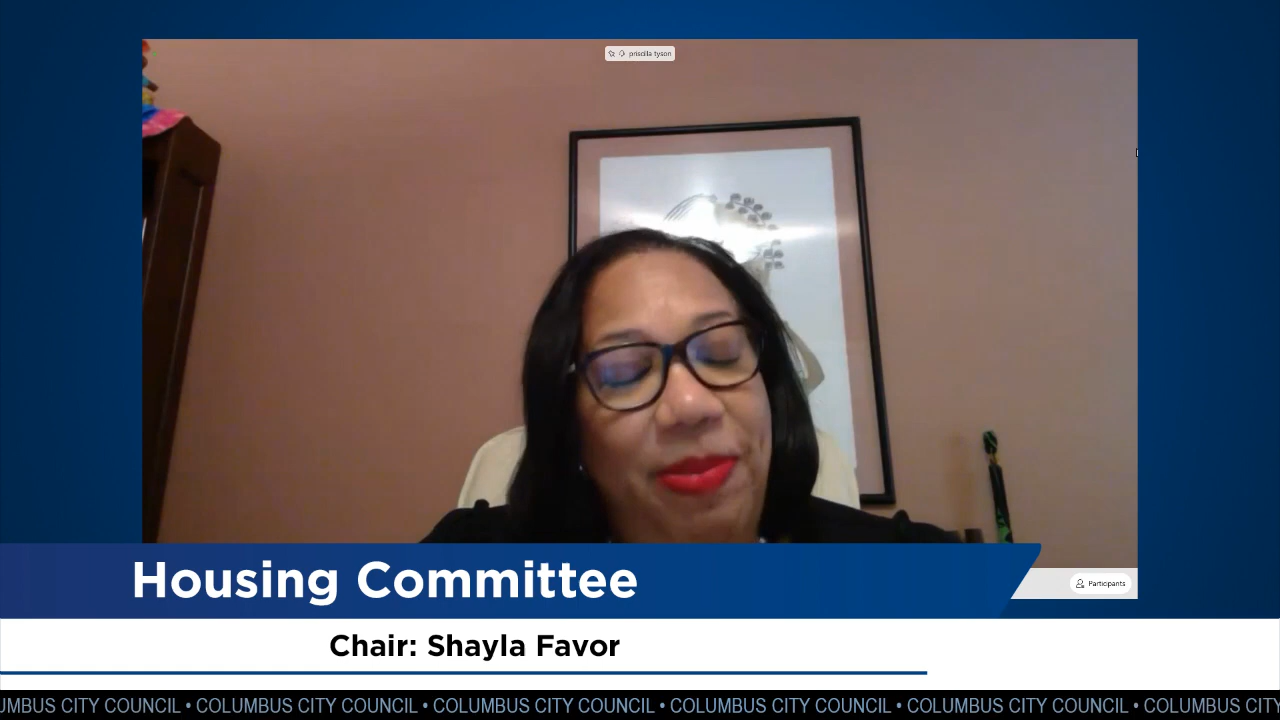 priscilla tyson
Participants
Housing Committee
Chair: Shayla Favor
UMBUS CITY COUNCIL • COLUMBUS CITY COUNCIL • COLUMBUS CITY COUNCIL • COLUMBUS CITY COUNCIL • COLUMBUS CITY COUNCIL • COLUMBUS CITY